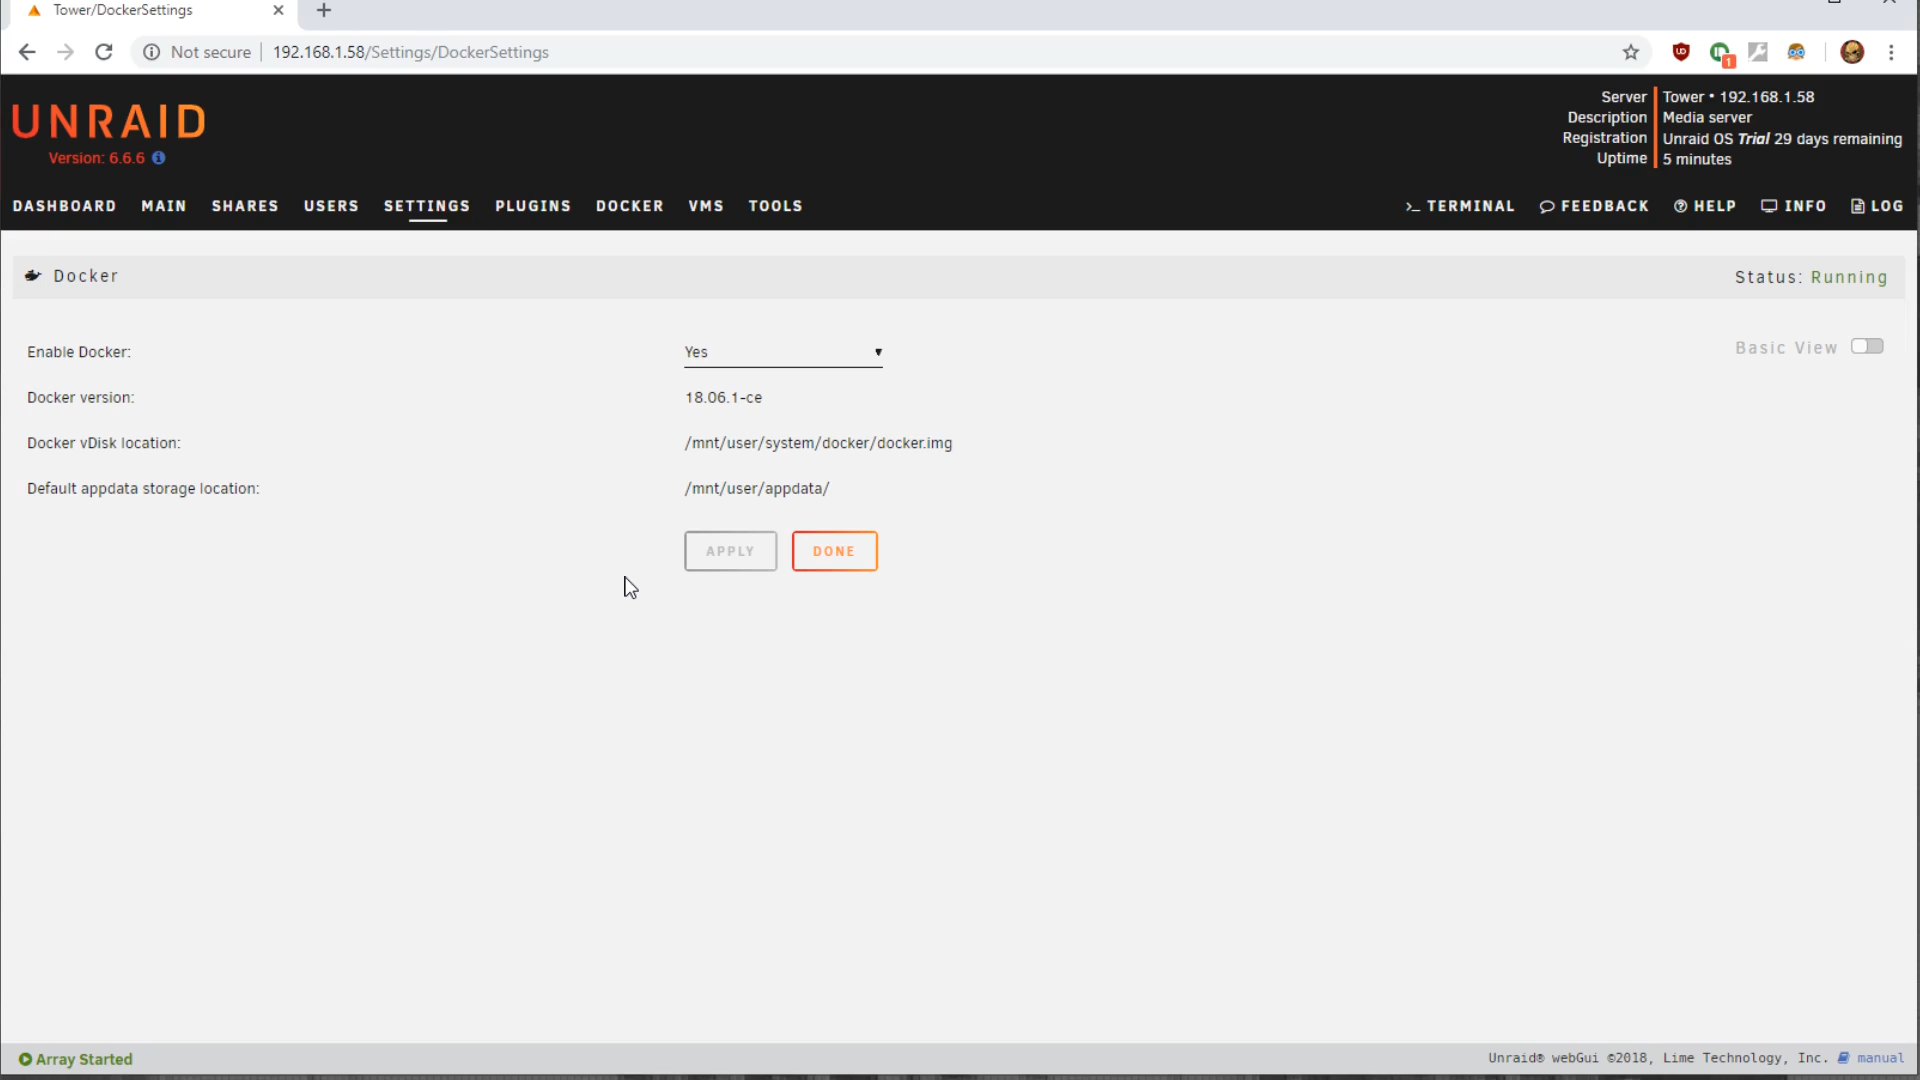 Tower/DockerSettings
Not secure 192.168.1.58/Settings/DockerSettings
1
UNRAID
Version: 6.6.6
Server Tower • 192.168.1.58
Description Media server
Registration Unraid OS Trial 29 days remaining
Uptime 5 minutes
DASHBOARD MAIN SHARES USERS SETTINGS PLUGINS DOCKER VMS TOOLS >_ TERMINAL FEEDBACK HELP INFO LOG
Docker Status: Running
Enable Docker: Yes Basic View
Docker version: 18.06.1-ce
Docker vDisk location: /mnt/user/system/docker/docker.img
Default appdata storage location: /mnt/user/appdata/
APPLY DONE
Array Started Unraid® webGui ©2018, Lime Technology, Inc. manual